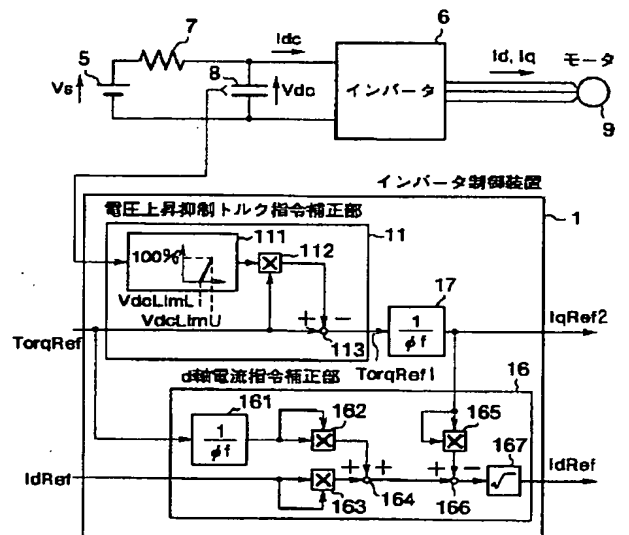 6
7
Idc
Id, Iq
モータ
5
8
Vs
Vdc
インバータ
9
インバータ制御装置
電圧上昇抑制トルク指令補正部
1
111
11
100%
112
VdcLimL
VdcLimU
17
1
φf
IqRef2
TorqRef
113
TorqRef1
d軸電流指令補正部
16
161
162
165
1
φf
167
IdRef
163
164
166
IdRef